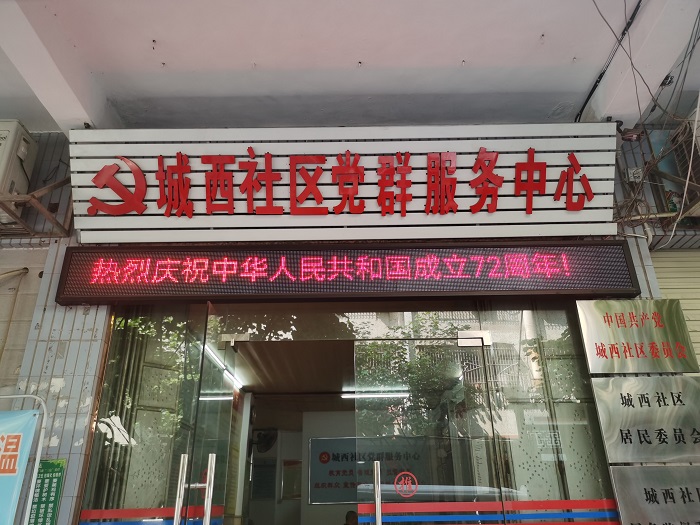 城西社区党群服务中心
热烈庆祝中华人民共和国成立72周年!
中国共产党
城西社区委员会
城西社区
居民委员会
城西社区
城西社区党群服务中心
推
温